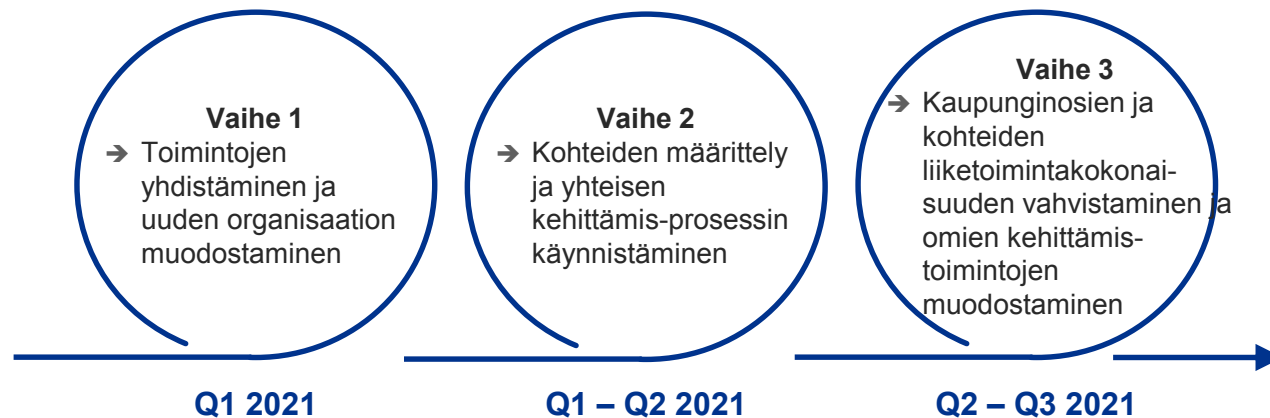 Vaihe 1
➔ Toimintojen
yhdistäminen ja
uuden organisaation
muodostaminen
Vaihe 2
➔ Kohteiden määrittely
ja yhteisen
kehittämis-prosessin
käynnistäminen
Vaihe 3
➔ Kaupunginosien ja
kohteiden
liiketoimintakokonai-
suuden vahvistaminen ja
omien kehittämis-
toimintojen
muodostaminen
Q1 2021
Q1 – Q2 2021
Q2 – Q3 2021